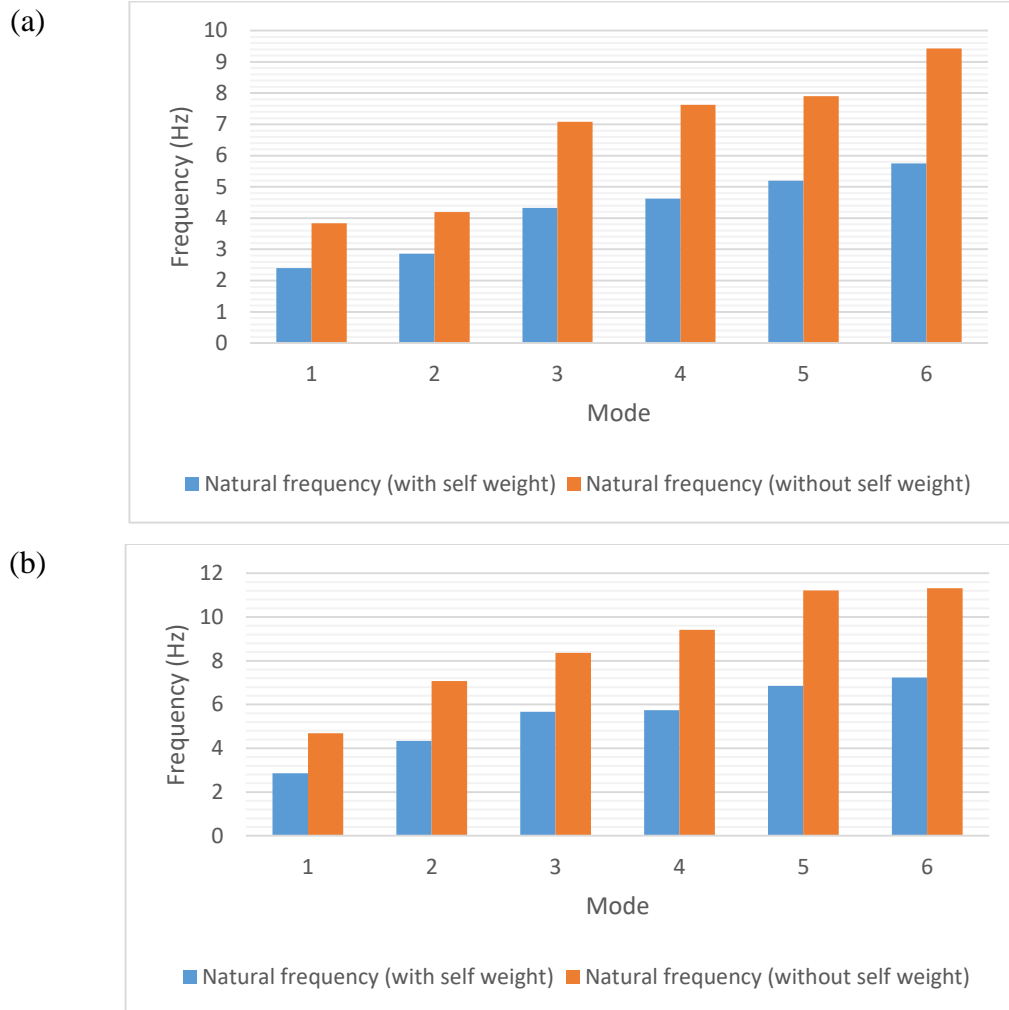 (a)
10
9
8
7
6
5
4
3
2
1
0
Frequency (Hz)
1 2 3 4 5 6
Mode
Natural frequency (with self weight) Natural frequency (without self weight)
(b)
12
10
8
6
4
2
0
Frequency (Hz)
1 2 3 4 5 6
Mode
Natural frequency (with self weight) Natural frequency (without self weight)